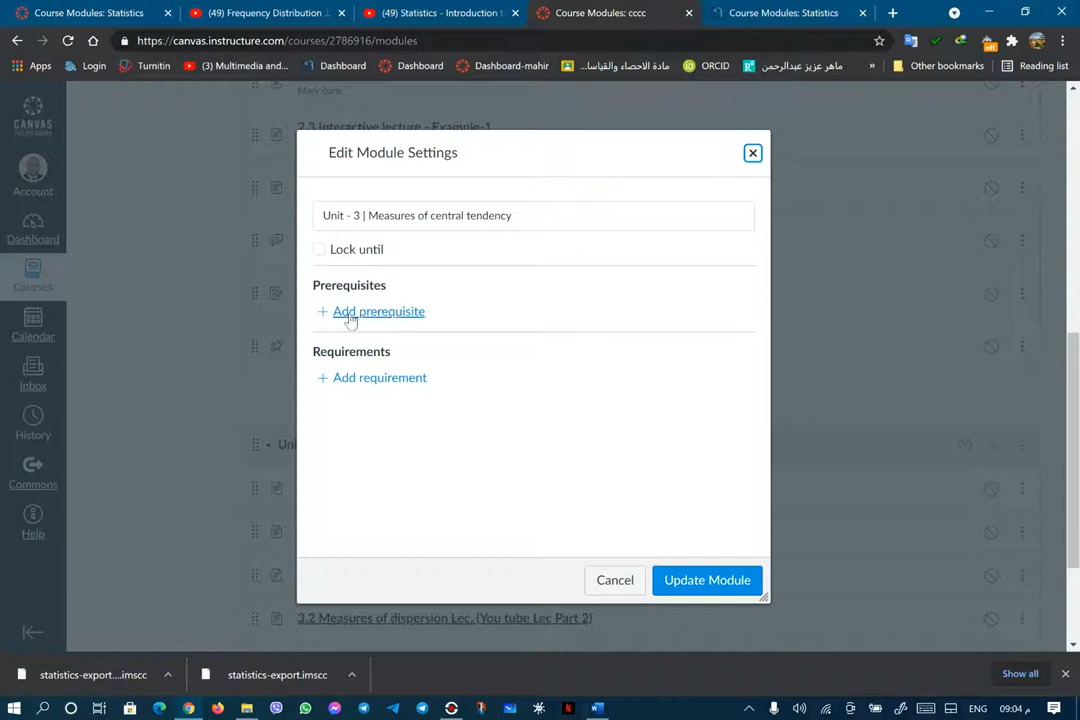 Course Modules: Statistics
(49) Frequency Distribution
(49) Statistics - Introduction
Course Modules: cccc
Course Modules: Statistics
https://canvas.instructure.com/courses/2786916/modules
Apps
Login
Turnitin
(3) Multimedia and...
Dashboard
Dashboard
Dashboard-mahir
مادة الاحصاء والقياسا...
ORCID
ماهر عزيز عبدالرحمن
»
Other bookmarks
Reading list
Mark done
2.3 Interactive lecture - Example-1
CANVAS
Account
Dashboard
Courses
Calendar
Inbox
History
Commons
Help
Edit Module Settings
Unit - 3 | Measures of central tendency
Lock until
Prerequisites
+ Add prerequisite
Requirements
+ Add requirement
Cancel
Update Module
3.2 Measures of dispersion Lec. (You tube Lec Part 2)
statistics-export....imscc
statistics-export.imscc
Show all
ENG
09:04 م